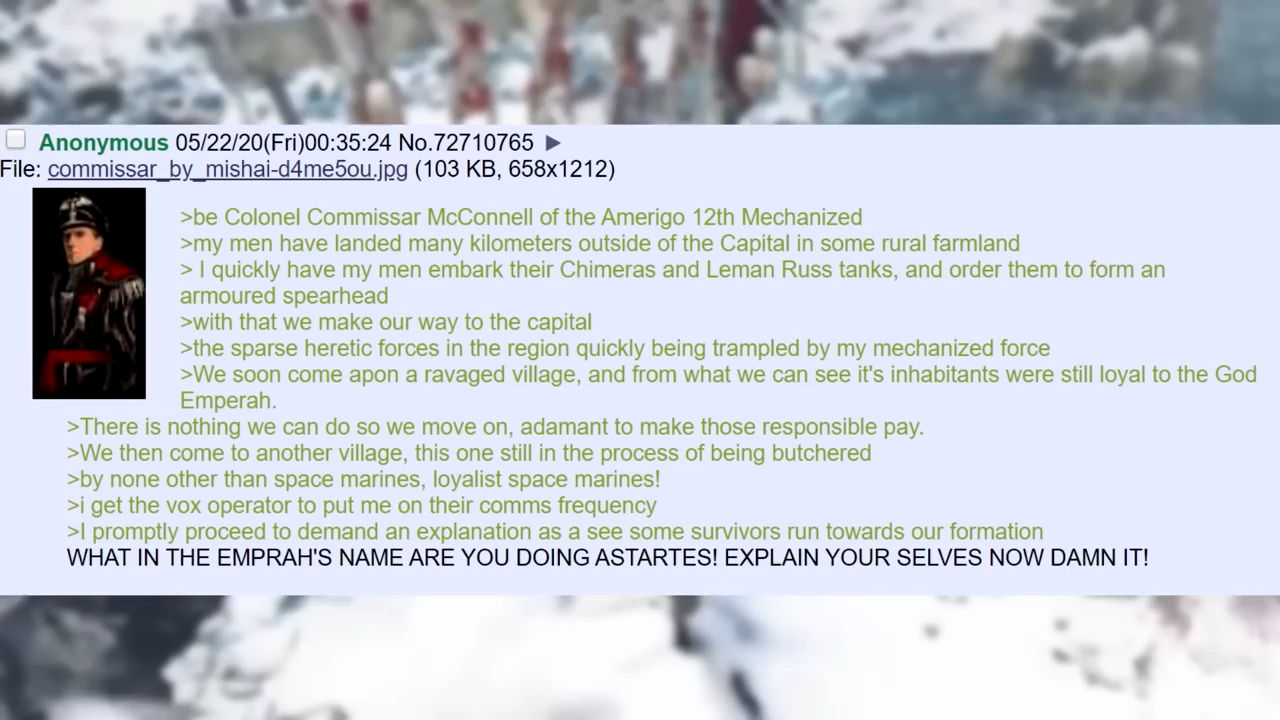 Anonymous 05/22/20(Fri)00:35:24 No.72710765 ▶
File: commissar_by_mishai-d4me5ou.jpg (103 KB, 658x1212)
>be Colonel Commissar McConnell of the Amerigo 12th Mechanized
>my men have landed many kilometers outside of the Capital in some rural farmland
> I quickly have my men embark their Chimeras and Leman Russ tanks, and order them to form an
armoured spearhead
>with that we make our way to the capital
>the sparse heretic forces in the region quickly being trampled by my mechanized force
>We soon come apon a ravaged village, and from what we can see it's inhabitants were still loyal to the God
Emperah.
>There is nothing we can do so we move on, adamant to make those responsible pay.
>We then come to another village, this one still in the process of being butchered
>by none other than space marines, loyalist space marines!
>i get the vox operator to put me on their comms frequency
>I promptly proceed to demand an explanation as a see some survivors run towards our formation
WHAT IN THE EMPRAH'S NAME ARE YOU DOING ASTARTES! EXPLAIN YOUR SELVES NOW DAMN IT!